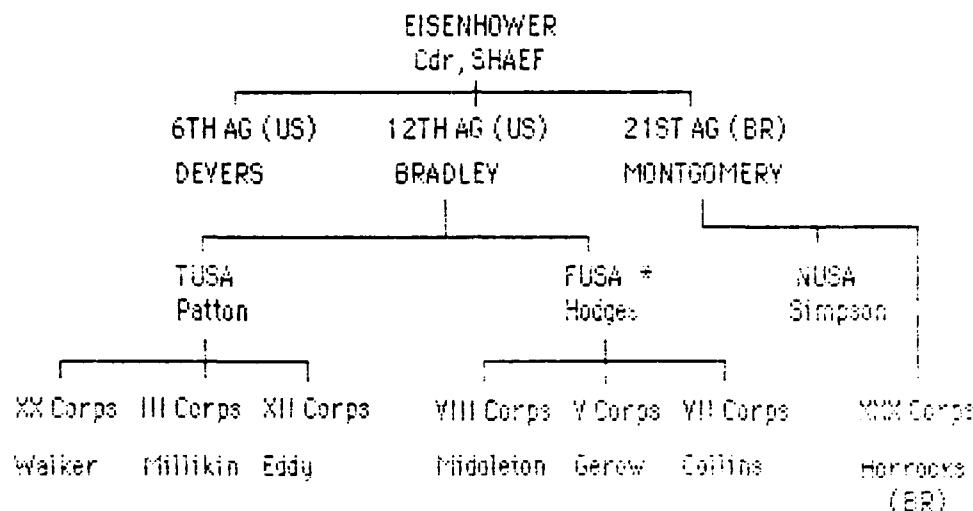 EISENHOWER
Cdr, SHAEF
6TH AG (US) 12TH AG (US) 21ST AG (BR)
DEVERS BRADLEY MONTGOMERY
TUSA FUSA * NUSA
Patton Hodges Simpson
XX Corps III Corps XII Corps VIII Corps V Corps VII Corps XXX Corps
Walker Millikin Eddy Middleton Gerow Collins Horrocks
(BR)